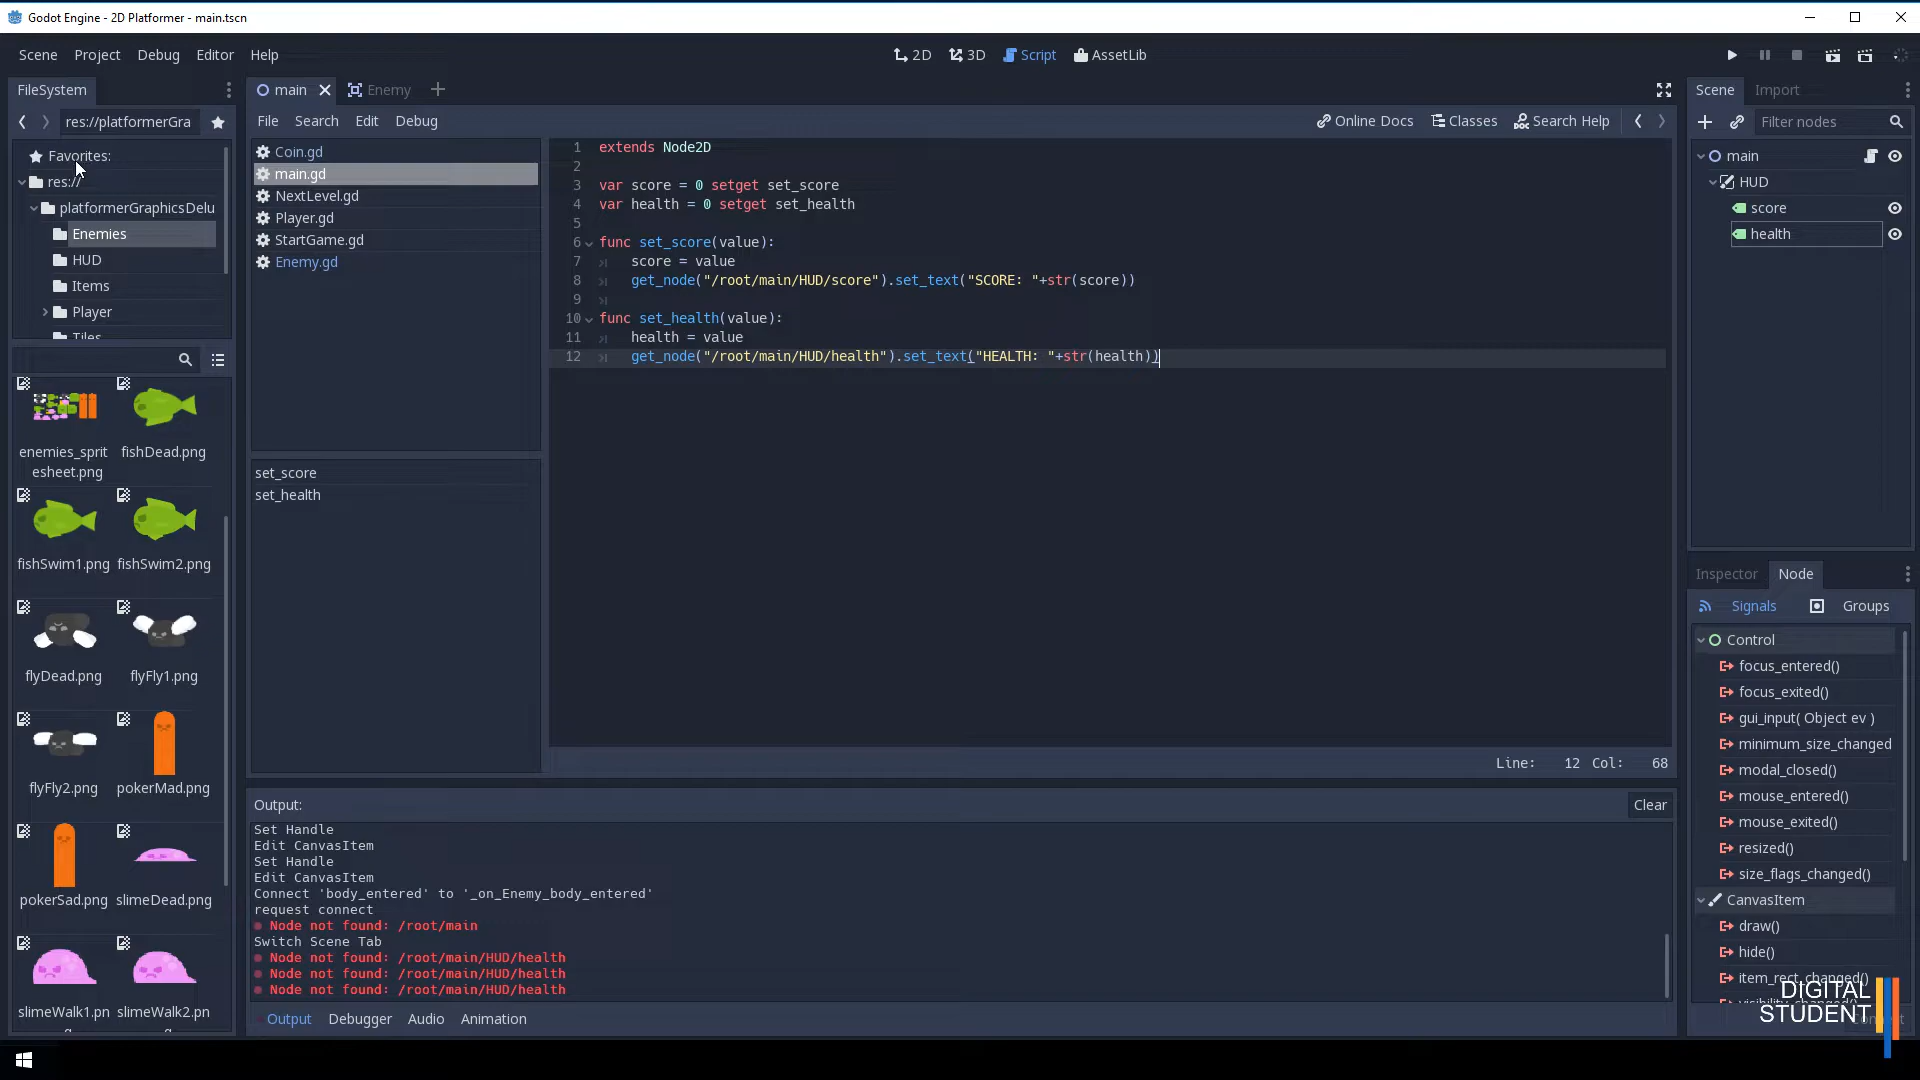 Godot Engine - 2D Platformer - main.tscn
Scene Project Debug Editor Help
2D 3D Script AssetLib
FileSystem
res://platformerGra
Favorites:
res://
platformerGraphicsDelu
Enemies
HUD
Items
Player
Tiles
enemies_sprit
esheet.png
fishDead.png
fishSwim1.png
fishSwim2.png
flyDead.png
flyFly1.png
flyFly2.png
pokerMad.png
pokerSad.png
slimeDead.png
slimeWalk1.pn
g
slimeWalk2.pn
g
main
Enemy
File Search Edit Debug
Online Docs Classes Search Help
Coin.gd
main.gd
NextLevel.gd
Player.gd
StartGame.gd
Enemy.gd
set_score
set_health
1 extends Node2D
2
3 var score = 0 setget set_score
4 var health = 0 setget set_health
5
6 func set_score(value):
7 score = value
8 get_node("/root/main/HUD/score").set_text("SCORE: "+str(score))
9
10 func set_health(value):
11 health = value
12 get_node("/root/main/HUD/health").set_text("HEALTH: "+str(health))
Line: 12 Col: 68
Output:
Clear
Set Handle
Edit CanvasItem
Set Handle
Edit CanvasItem
Connect 'body_entered' to '_on_Enemy_body_entered'
request connect
Node not found: /root/main
Switch Scene Tab
Node not found: /root/main/HUD/health
Node not found: /root/main/HUD/health
Node not found: /root/main/HUD/health
Output Debugger Audio Animation
Scene Import
Filter nodes
main
HUD
score
health
Inspector Node
Signals Groups
Control
focus_entered()
focus_exited()
gui_input( Object ev )
minimum_size_changed
modal_closed()
mouse_entered()
mouse_exited()
resized()
size_flags_changed()
CanvasItem
draw()
hide()
item_rect_changed()
DIGITAL
STUDENT